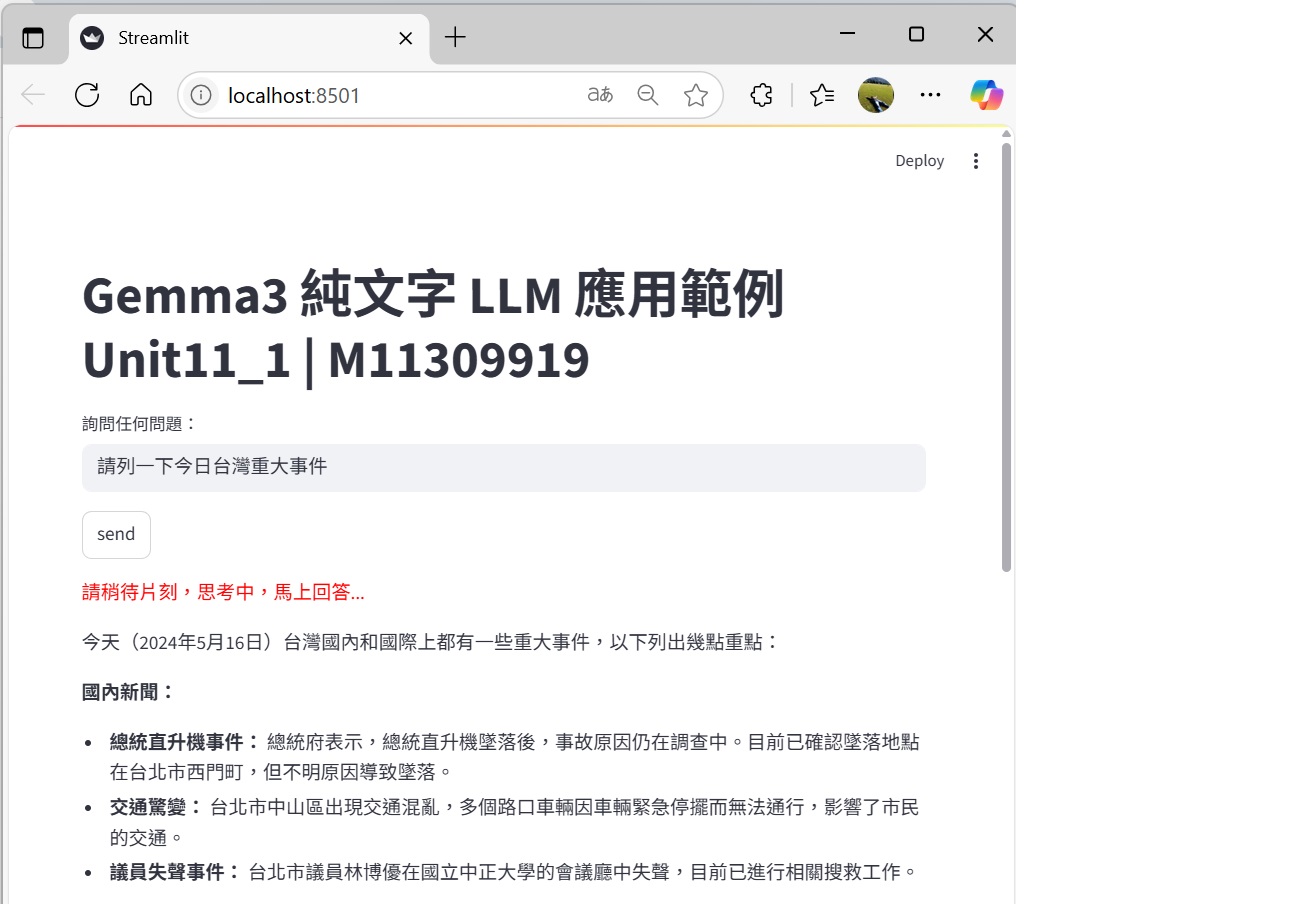 Streamlit
localhost:8501
aあ
Deploy
Gemma3 純文字 LLM 應用範例
Unit11_1 | M11309919
詢問任何問題：
請列一下今日台灣重大事件
send
請稍待片刻，思考中，馬上回答...
今天（2024年5月16日）台灣國內和國際上都有一些重大事件，以下列出幾點重點：
國內新聞：
• 總統直升機事件： 總統府表示，總統直升機墜落後，事故原因仍在調查中。目前已確認墜落地點
在台北市西門町，但不明原因導致墜落。
• 交通驚變： 台北市中山區出現交通混亂，多個路口車輛因車輛緊急停擺而無法通行，影響了市民
的交通。
• 議員失聲事件： 台北市議員林博優在國立中正大學的會議廳中失聲，目前已進行相關搜救工作。